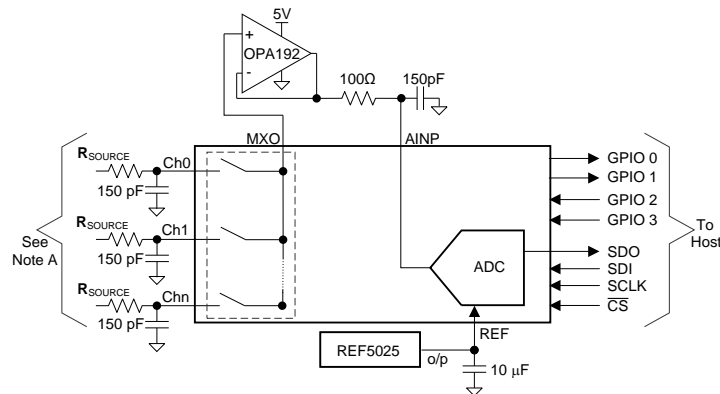 5V
+
OPA192
-
100Ω
150pF
MXO
AINP
RSOURCE
Ch0
150 pF
GPIO 0
GPIO 1
GPIO 2
GPIO 3
RSOURCE
Ch1
150 pF
See
Note A
To
Host
ADC
SDO
SDI
SCLK
CS
RSOURCE
Chn
150 pF
REF
REF5025
o/p
10 μF